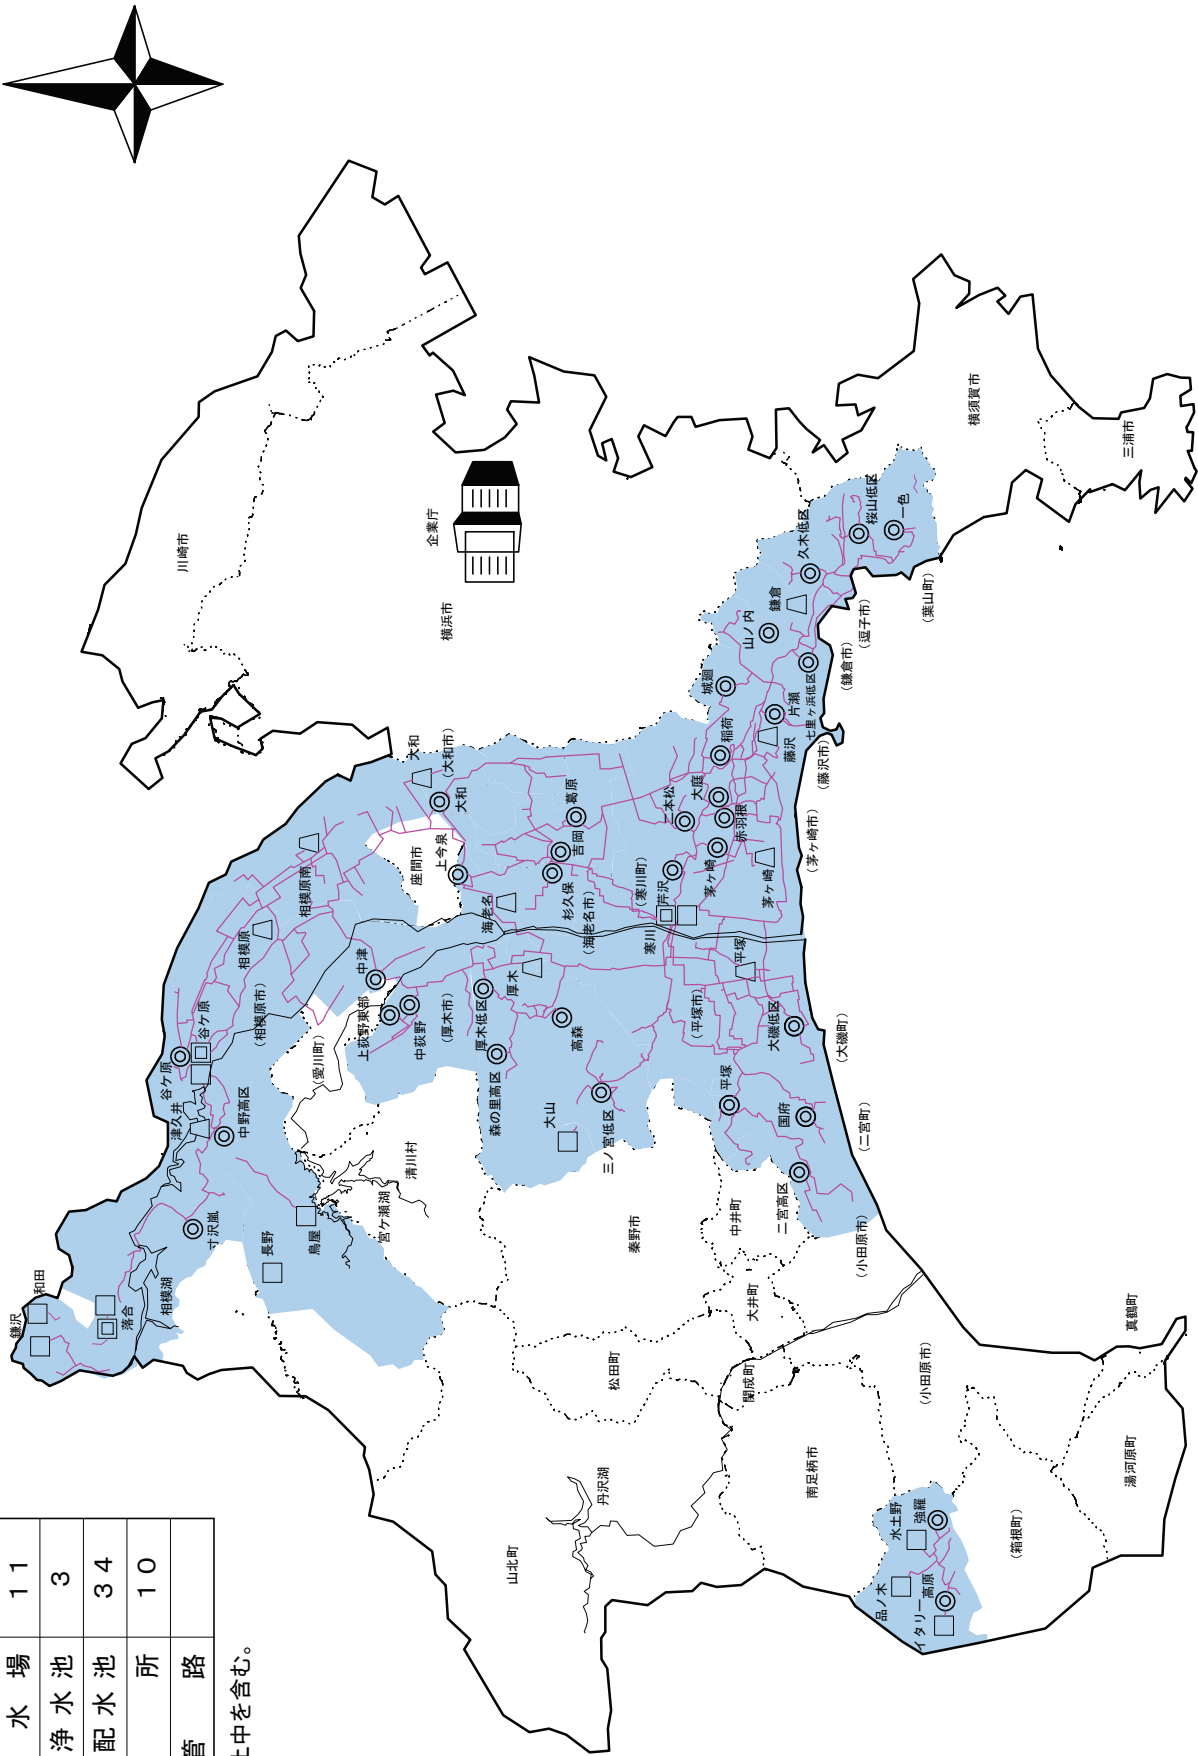 水場 11
浄水池 3
配水池 34
所 10
管路
止中を含む。
川崎市
企業庁
横浜市
横須賀市
三浦市
桜山低区
一色
久木低区
鎌倉
山ノ内
(葉山町)
(逗子市)
(鎌倉市)
城廻
七里ヶ浜低区
片瀬
稲荷
藤沢
(藤沢市)
大和
(大和市)
大和
葛原
二本松
大庭
赤羽根
(茅ヶ崎市)
座間市
上今泉
吉岡
杉久保
(海老名市)
海老名
(寒川町)
芹沢
茅ケ崎
茅ケ崎
寒川
相模原南
相模原
(相模原市)
中津
上荻野東部
中荻野
(厚木市)
厚木低区
厚木
高森
(平塚市)
平塚
大磯低区
(大磯町)
谷ケ原
谷ケ原
津久井
中野高区
(愛川町)
森の里高区
大山
三ノ宮低区
平塚
国府
(二宮町)
清川村
宮ケ瀬湖
鳥屋
長野
寸沢嵐
相模湖
落合
和田
鎌沢
秦野市
中井町
二宮高区
(小田原市)
大井町
松田町
開成町
(小田原市)
真鶴町
湯河原町
南足柄市
丹沢湖
山北町
水土野
強羅
(箱根町)
品ノ木
高原
イタリー